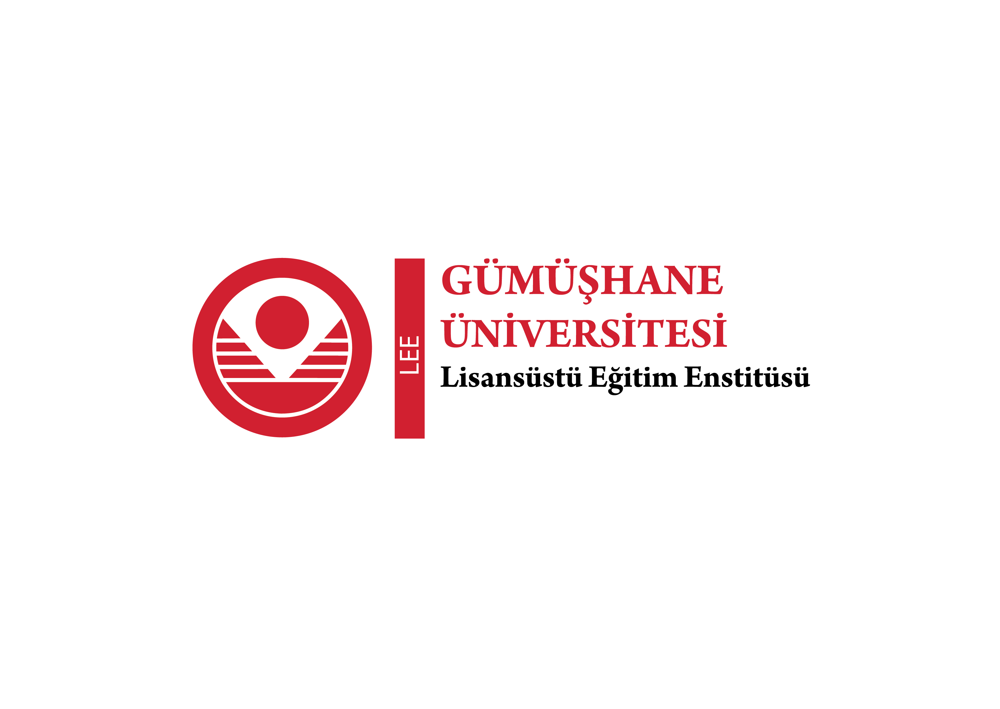 LEE
GÜMÜŞHANE
ÜNİVERSİTESİ
Lisansüstü Eğitim Enstitüsü